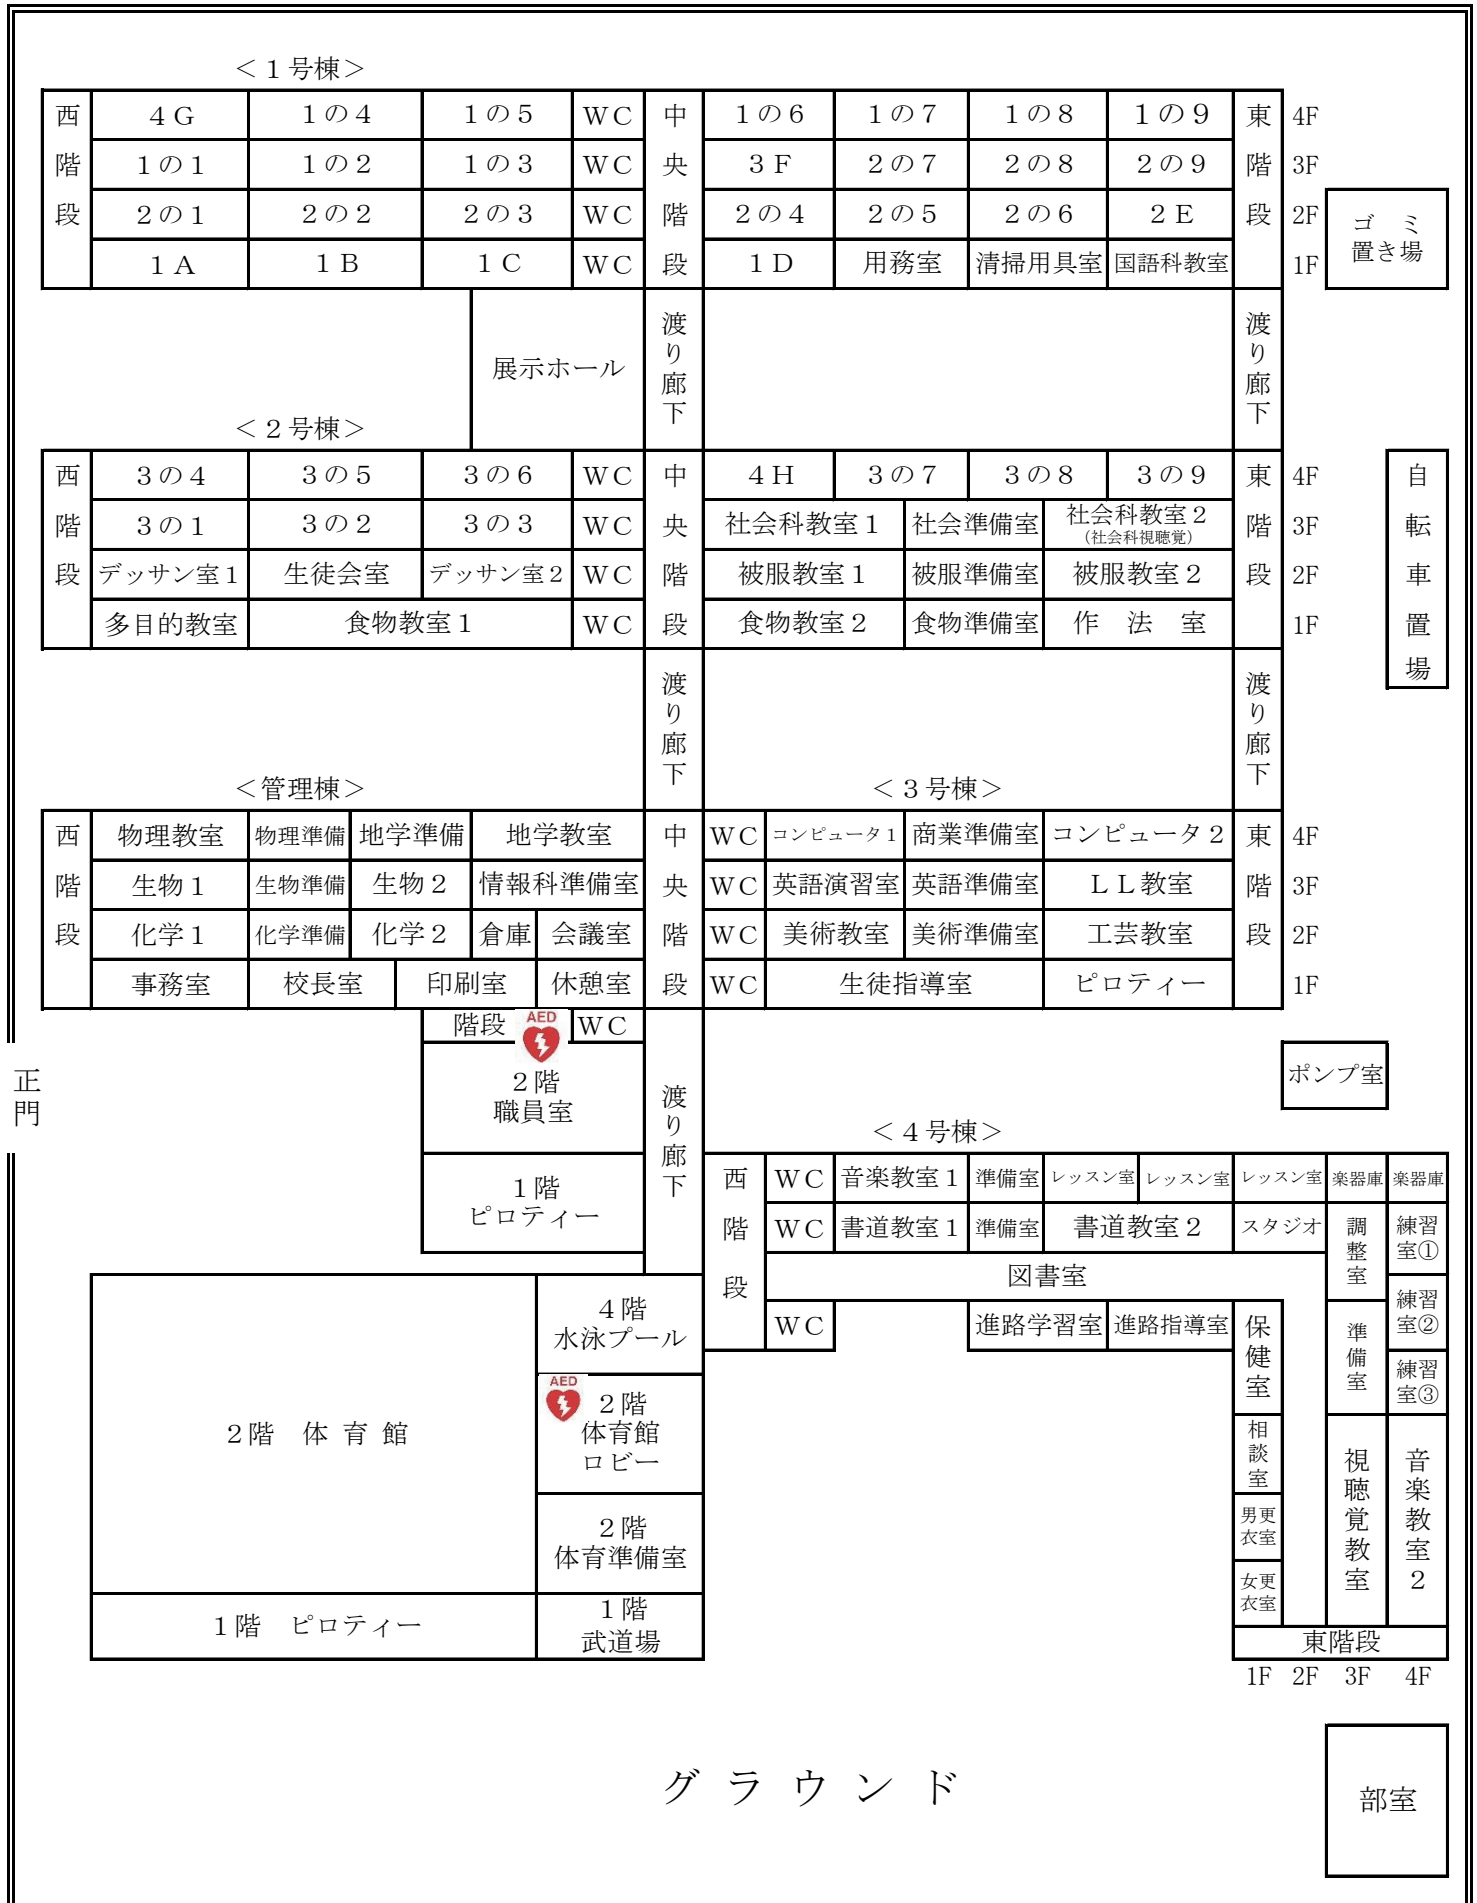 ＜１号棟＞
西 ４Ｇ １の４ １の５ ＷＣ 中 １の６ １の７ １の８ １の９ 東 4F
階 １の１ １の２ １の３ ＷＣ 央 ３Ｆ ２の７ ２の８ ２の９ 階 3F
段 ２の１ ２の２ ２の３ ＷＣ 階 ２の４ ２の５ ２の６ ２Ｅ 段 2F
１Ａ １Ｂ １Ｃ ＷＣ 段 １Ｄ 用務室 清掃用具室 国語科教室 1F
ゴ ミ
置き場
展示ホール
渡り廊下
渡り廊下
＜２号棟＞
西 ３の４ ３の５ ３の６ ＷＣ 中 ４Ｈ ３の７ ３の８ ３の９ 東 4F
階 ３の１ ３の２ ３の３ ＷＣ 央 社会科教室１ 社会準備室 社会科教室２ 階 3F
（社会科視聴覚）
段 デッサン室１ 生徒会室 デッサン室２ ＷＣ 階 被服教室１ 被服準備室 被服教室２ 段 2F
多目的教室 食物教室１ ＷＣ 段 食物教室２ 食物準備室 作 法 室 1F
自転車置場
渡り廊下
渡り廊下
＜管理棟＞ ＜３号棟＞
西 物理教室 物理準備 地学準備 地学教室 中 ＷＣ コンピュータ１ 商業準備室 コンピュータ２ 東 4F
階 生物１ 生物準備 生物２ 情報科準備室 央 ＷＣ 英語演習室 英語準備室 ＬＬ教室 階 3F
段 化学１ 化学準備 化学２ 倉庫 会議室 階 ＷＣ 美術教室 美術準備室 工芸教室 段 2F
事務室 校長室 印刷室 休憩室 段 ＷＣ 生徒指導室 ピロティー 1F
階段 AED ＷＣ
正門
２階
職員室
渡り廊下
１階
ピロティー
ポンプ室
＜４号棟＞
西 ＷＣ 音楽教室１ 準備室 レッスン室 レッスン室 レッスン室 楽器庫 楽器庫
階 ＷＣ 書道教室１ 準備室 書道教室２ スタジオ
段 図書室
ＷＣ 進路学習室 進路指導室
調整室
練習
室①
練習
室②
練習
室③
保健室
準備室
相談室
男更
衣室
女更
衣室
視聴覚教室
音楽教室２
東階段
1F 2F 3F 4F
４階
水泳プール
AED
２階
体育館
ロビー
２階 体 育 館
２階
体育準備室
１階 ピロティー
１階
武道場
グ ラ ウ ン ド
部室